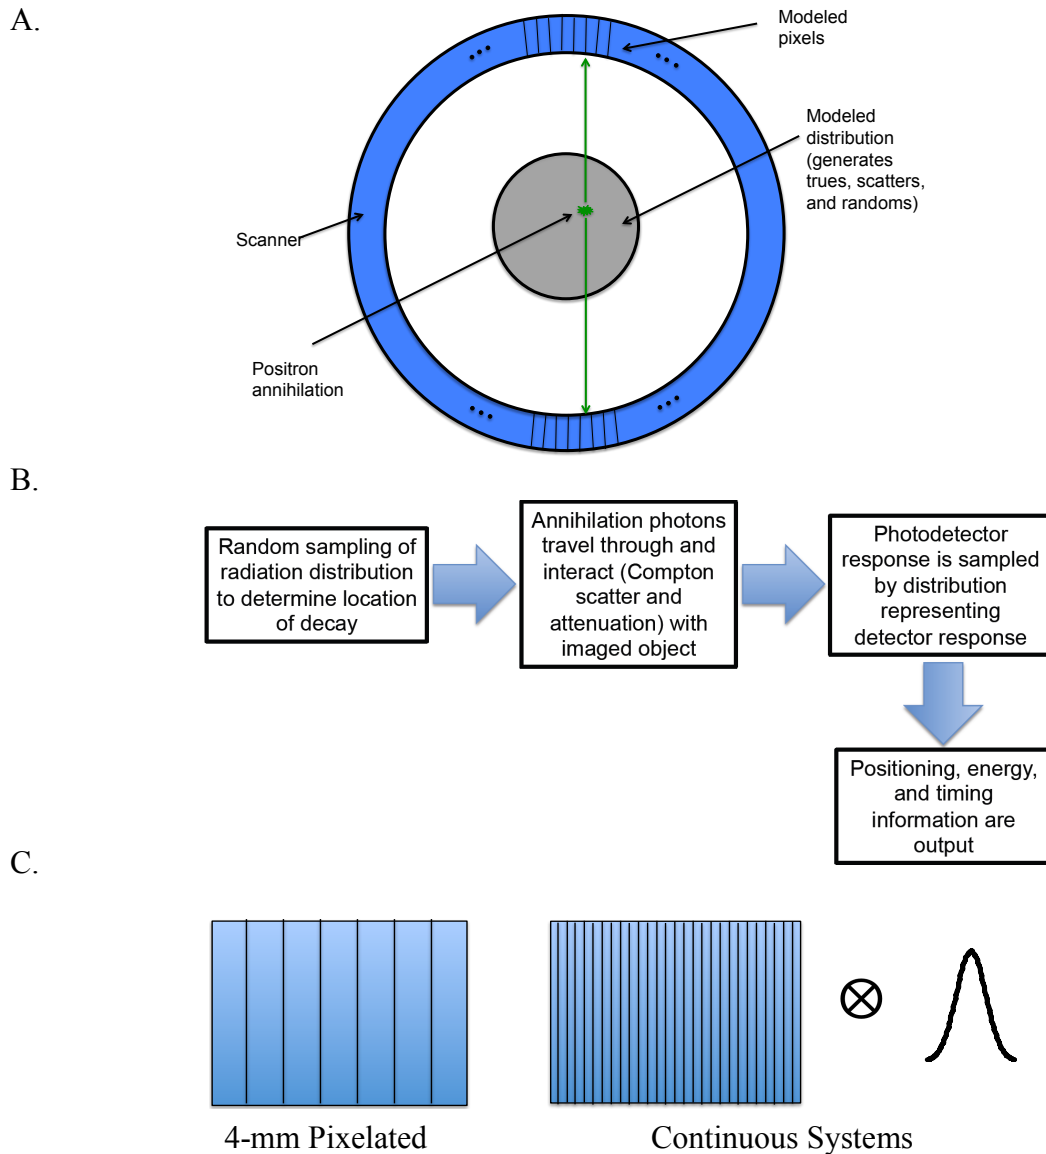 A.
Modeled
pixels
Modeled
distribution
(generates
trues, scatters,
and randoms)
Scanner
Positron
annihilation
B.
Random sampling of
radiation distribution
to determine location
of decay
Annihilation photons
travel through and
interact (Compton
scatter and
attenuation) with
imaged object
Photodetector
response is sampled
by distribution
representing
detector response
Positioning, energy,
and timing
information are
output
C.
4-mm Pixelated
Continuous Systems